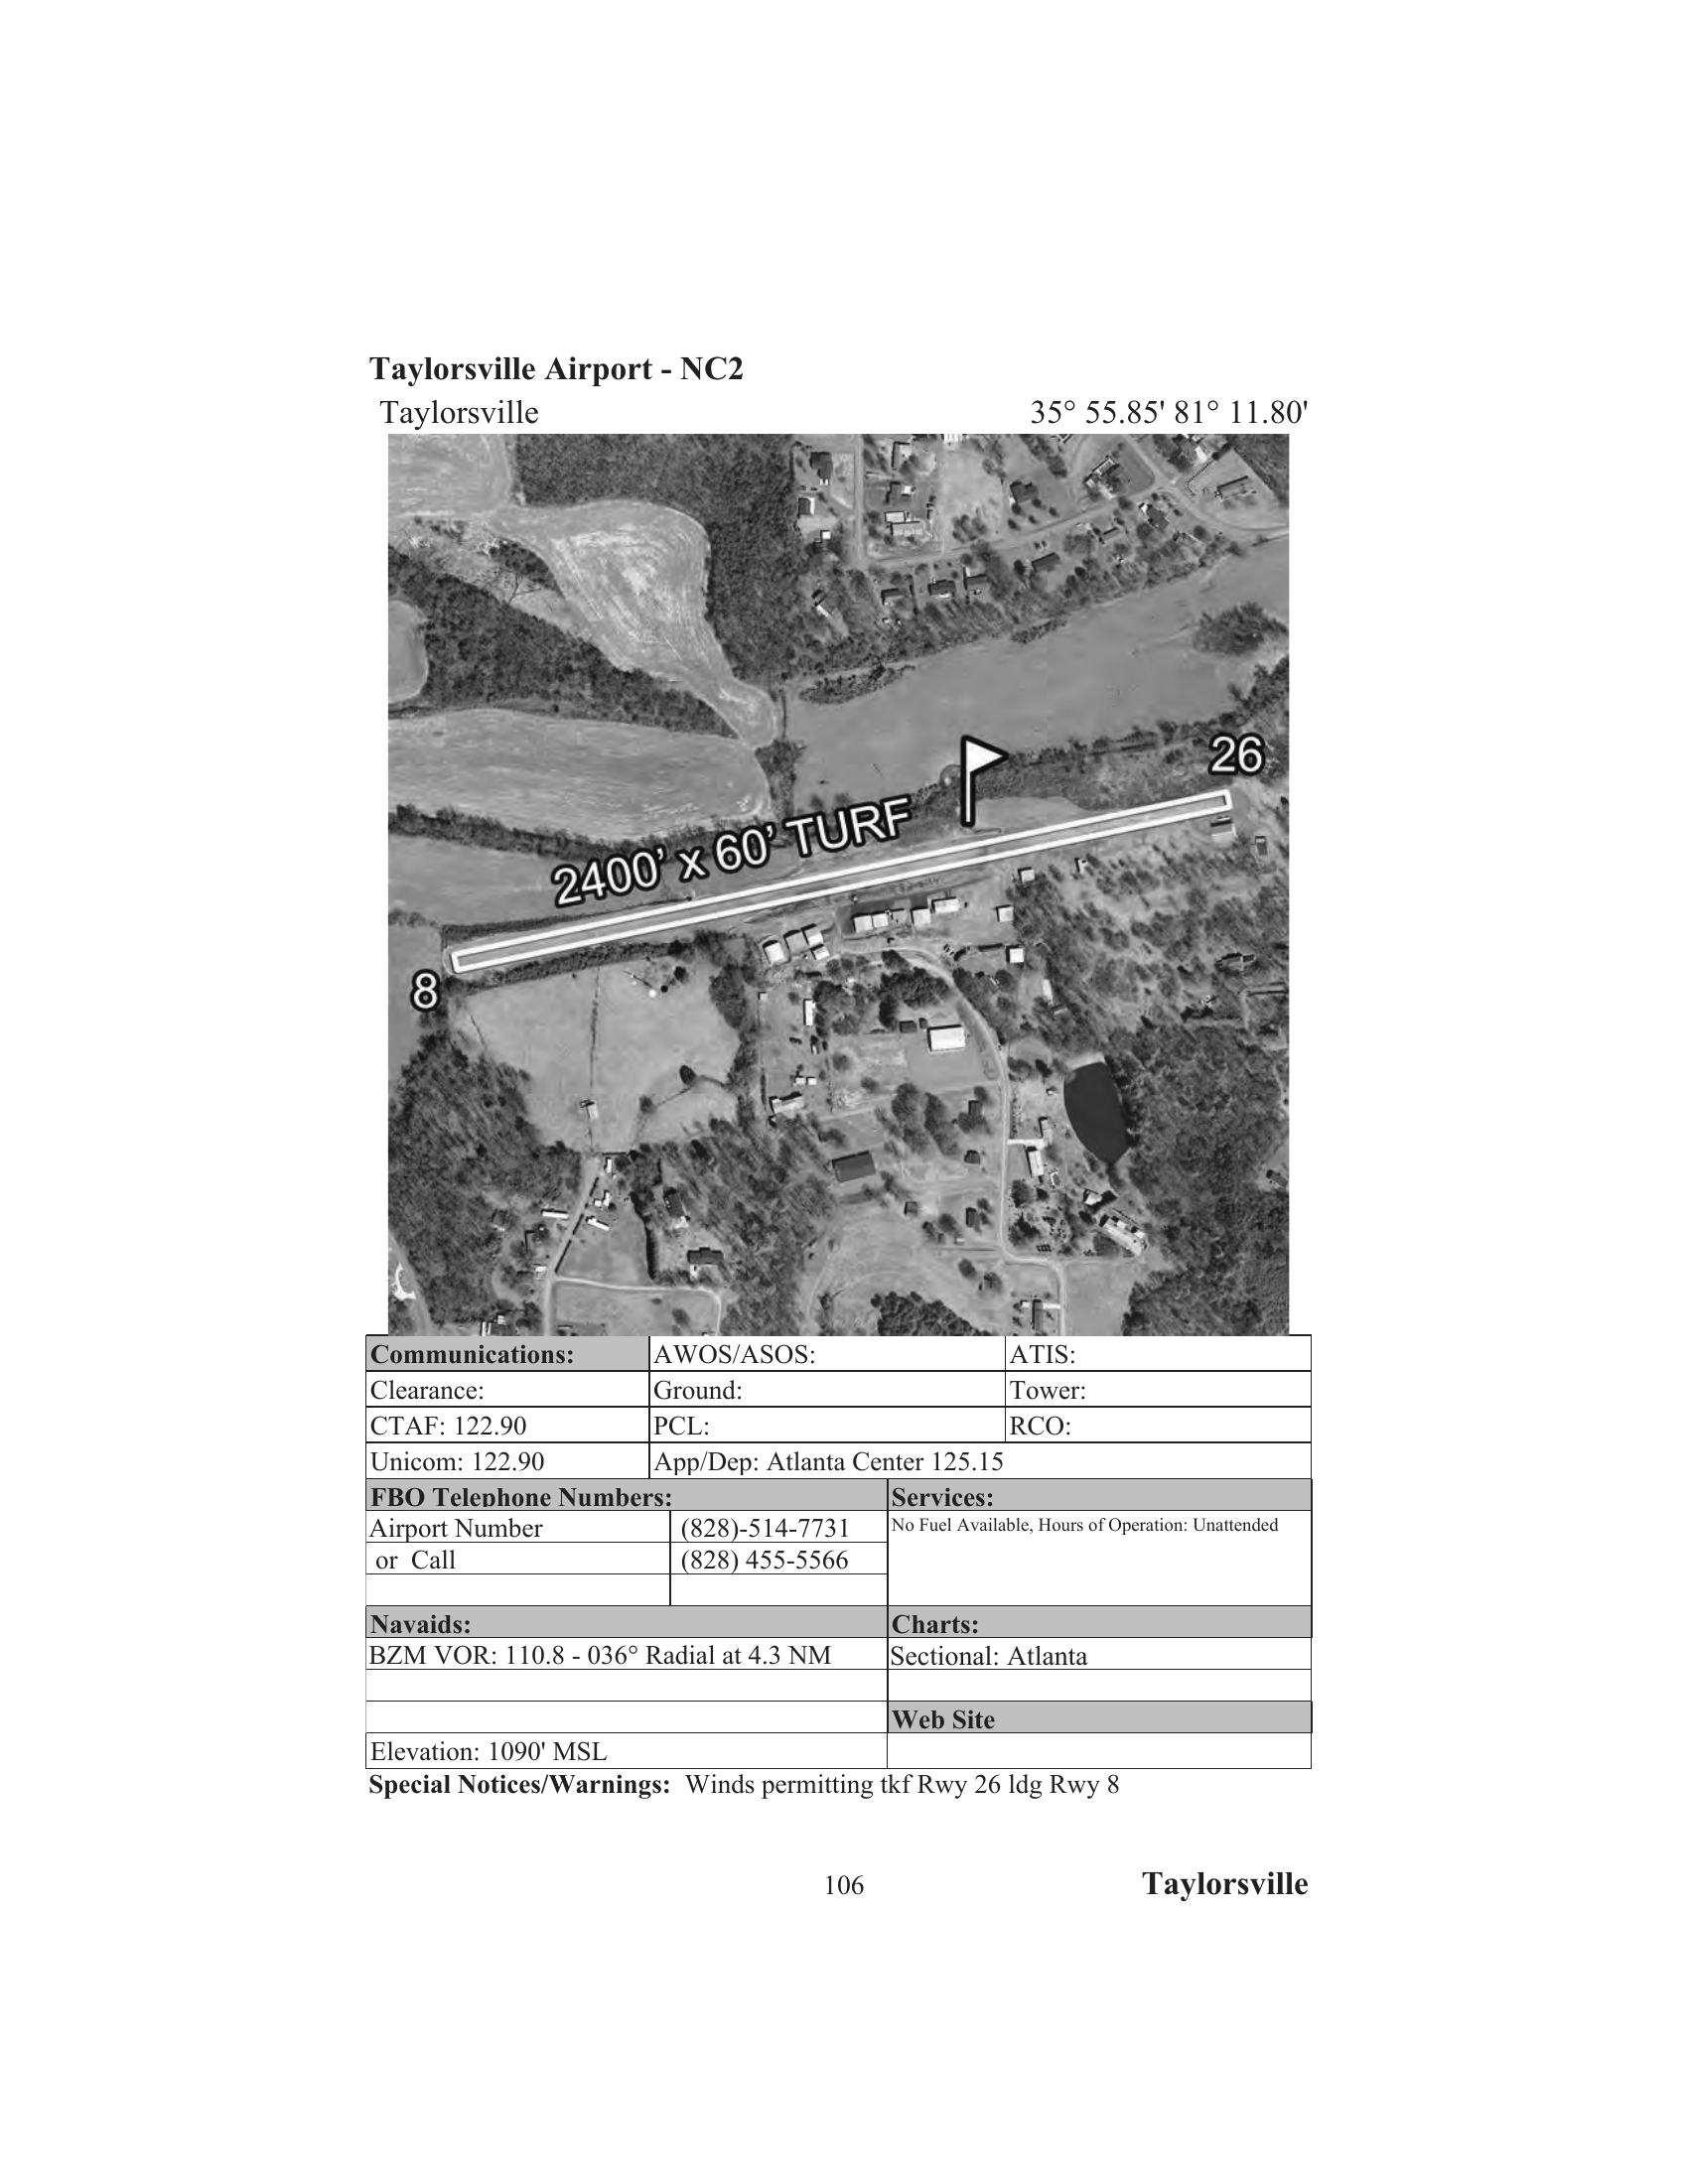 Taylorsville Airport - NC2
Taylorsville 35° 55.85' 81° 11.80'
26
2400' x 60' TURF
8
Communications: AWOS/ASOS: ATIS:
Clearance: Ground: Tower:
CTAF: 122.90 PCL: RCO:
Unicom: 122.90 App/Dep: Atlanta Center 125.15
FBO Telephone Numbers: Services:
Airport Number (828)-514-7731 No Fuel Available, Hours of Operation: Unattended
or Call (828) 455-5566
Navaids: Charts:
BZM VOR: 110.8 - 036° Radial at 4.3 NM Sectional: Atlanta
Web Site
Elevation: 1090' MSL
Special Notices/Warnings: Winds permitting tkf Rwy 26 ldg Rwy 8
106 Taylorsville